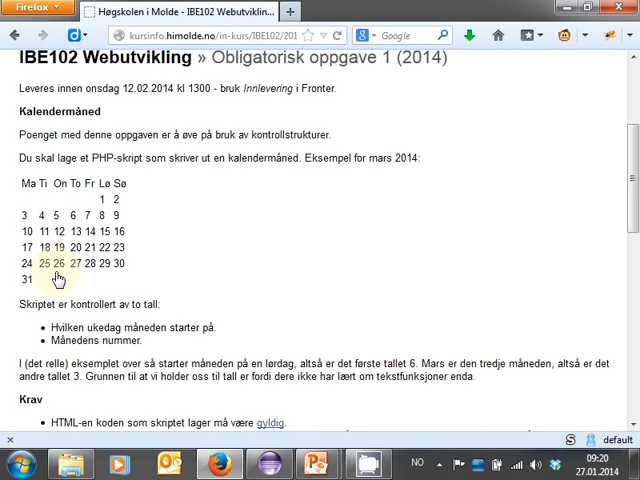 Firefox
Høgskolen i Molde - IBE102 Webutviklin...
kursinfo.himolde.no/in-kurs/IBE102/201
Google
IBE102 Webutvikling » Obligatorisk oppgave 1 (2014)
Leveres innen onsdag 12.02.2014 kl 1300 - bruk Innlevering i Fronter.
Kalendermåned
Poenget med denne oppgaven er å øve på bruk av kontrollstrukturer.
Du skal lage et PHP-skript som skriver ut en kalendermåned. Eksempel for mars 2014:
Ma Ti On To Fr Lø Sø
1 2
3 4 5 6 7 8 9
10 11 12 13 14 15 16
17 18 19 20 21 22 23
24 25 26 27 28 29 30
31
Skriptet er kontrollert av to tall:
• Hvilken ukedag måneden starter på.
• Månedens nummer.
I (det relle) eksemplet over så starter måneden på en lørdag, altså er det første tallet 6. Mars er den tredje måneden, altså er det
andre tallet 3. Grunnen til at vi holder oss til tall er fordi dere ikke har lært om tekstfunksjoner enda.
Krav
• HTML-en koden som skriptet lager må være gyldig.
× S default
NO 09:20
27.01.2014